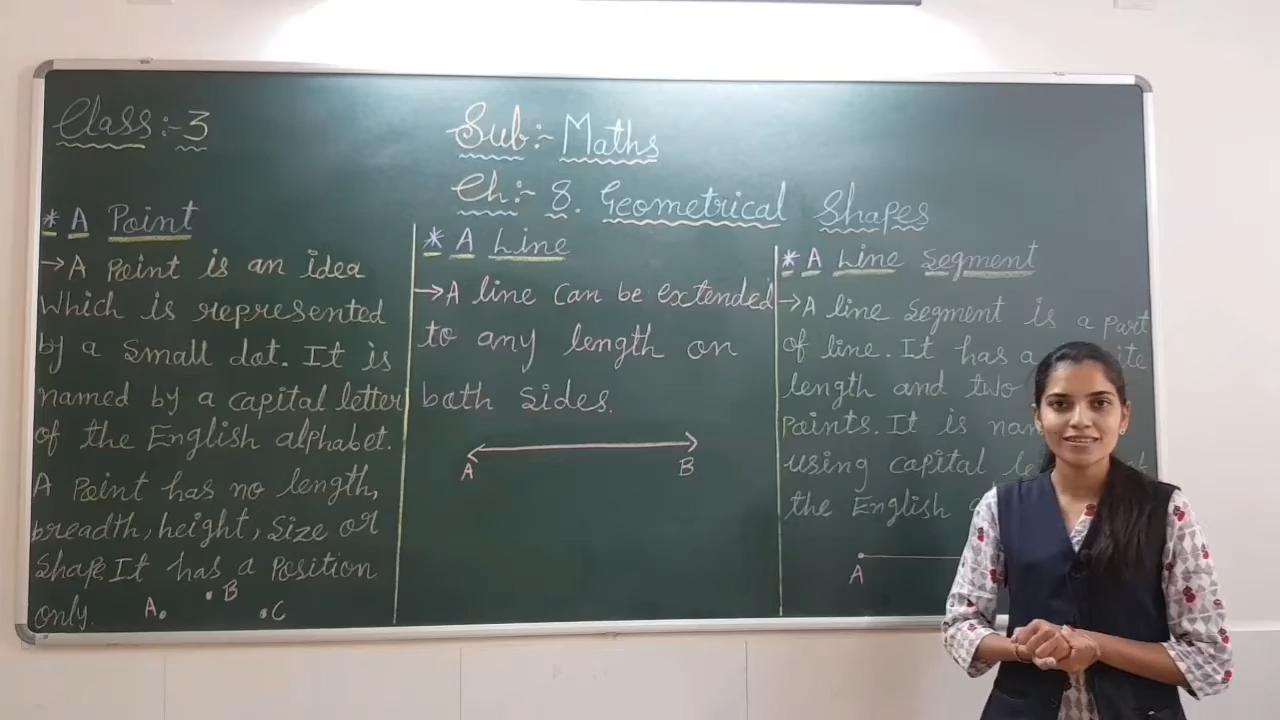 Class:- 3
Sub:- Maths
Ch:- 8. Geometrical Shapes
* A Point
→ A Point is an idea
Which is represented
by a small dot. It is
named by a capital letter
of the English alphabet.
A Point has no length,
breadth, height, size or
shape. It has a Position
only.
A. .B .C
* A Line
→ A line can be extended
to any length on
both sides.
A B
* A Line Segment
→ A line segment is a part
of line. It has a
length and two
points. It is
using capital
the English
A